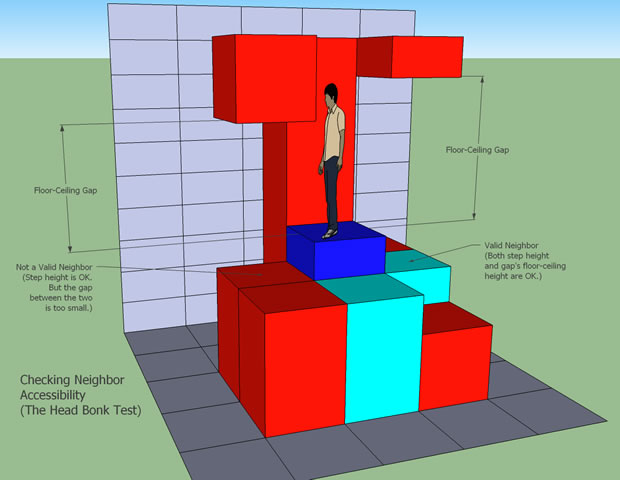 Floor-Ceiling Gap
Floor-Ceiling Gap
Not a Valid Neighbor
(Step height is OK.
But the gap
between the two
is too small.)
Valid Neighbor
(Both step height
and gap's floor-ceiling
height are OK.)
Checking Neighbor
Accessibility
(The Head Bonk Test)